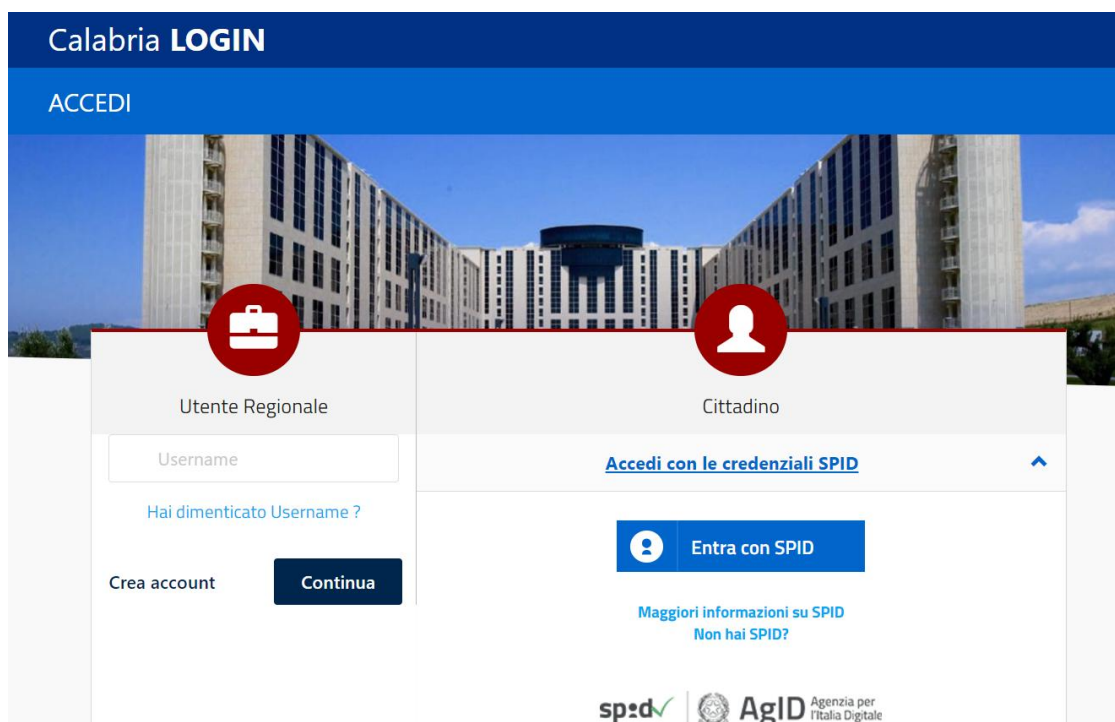 Calabria LOGIN
ACCEDI
Utente Regionale
Username
Hai dimenticato Username ?
Crea account
Continua
Cittadino
Accedi con le credenziali SPID
Entra con SPID
Maggiori informazioni su SPID
Non hai SPID?
spid
AgID Agenzia per
l'Italia Digitale